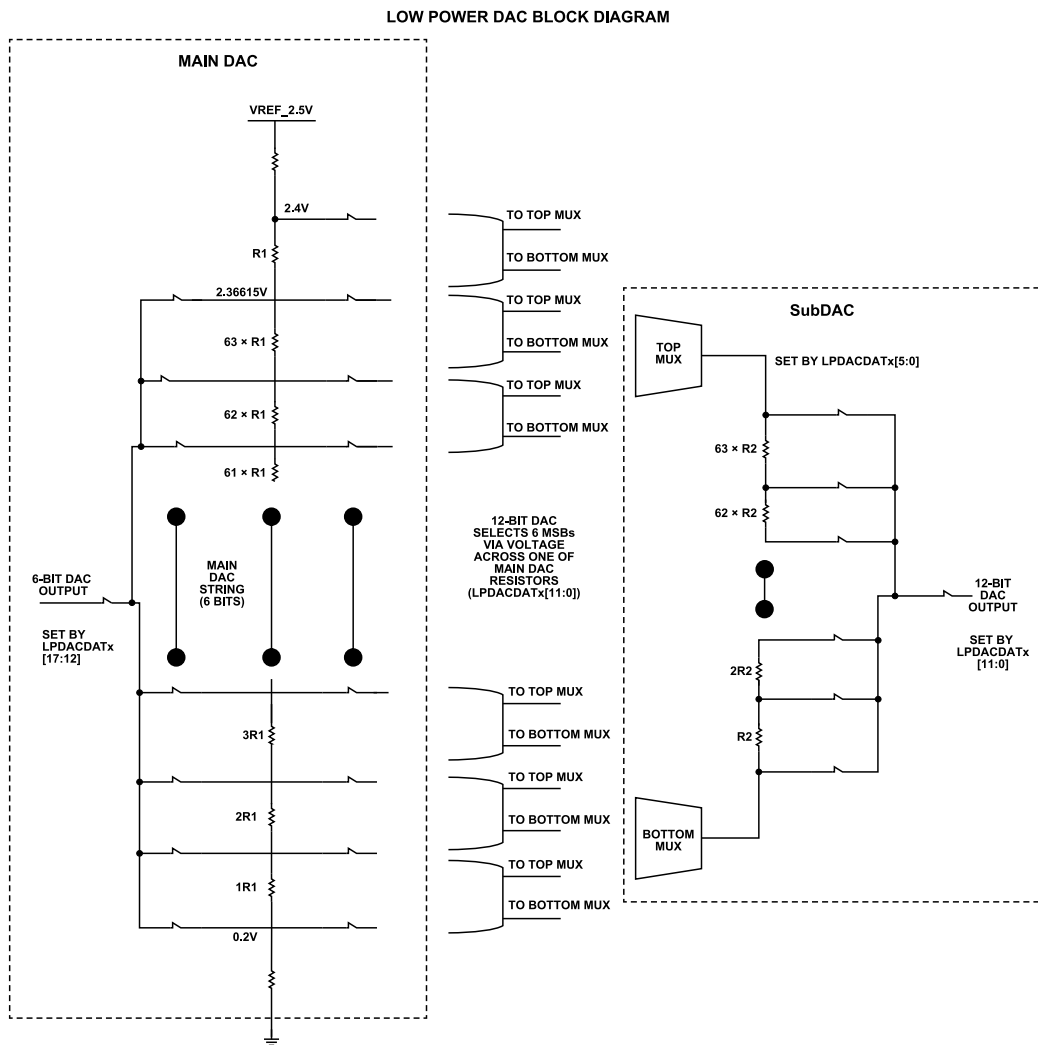 LOW POWER DAC BLOCK DIAGRAM
MAIN DAC
VREF_2.5V
2.4V
R1
2.36615V
63 × R1
62 × R1
61 × R1
MAIN
DAC
STRING
(6 BITS)
6-BIT DAC
OUTPUT
SET BY
LPDACDATx
[17:12]
3R1
2R1
1R1
0.2V
TO TOP MUX
TO BOTTOM MUX
TO TOP MUX
TO BOTTOM MUX
TO TOP MUX
TO BOTTOM MUX
12-BIT DAC
SELECTS 6 MSBs
VIA VOLTAGE
ACROSS ONE OF
MAIN DAC
RESISTORS
(LPDACDATx[11:0])
TO TOP MUX
TO BOTTOM MUX
TO TOP MUX
TO BOTTOM MUX
TO TOP MUX
TO BOTTOM MUX
SubDAC
TOP
MUX
SET BY LPDACDATx[5:0]
63 × R2
62 × R2
12-BIT
DAC
OUTPUT
SET BY
LPDACDATx
[11:0]
2R2
R2
BOTTOM
MUX